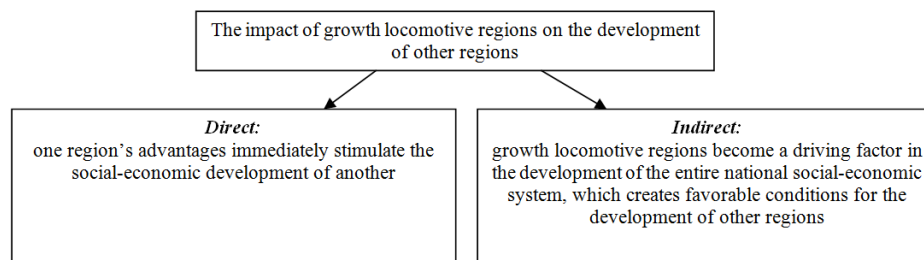 The impact of growth locomotive regions on the development
of other regions
Direct:
one region's advantages immediately stimulate the
social-economic development of another
Indirect:
growth locomotive regions become a driving factor in
the development of the entire national social-economic
system, which creates favorable conditions for the
development of other regions